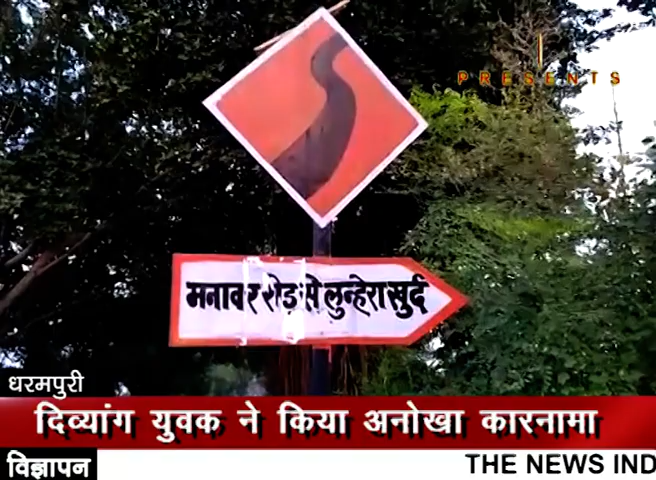 PRESENTS
मनावर रोड़ से लुन्हेरा खुर्द
धरमपुरी
दिव्यांग युवक ने किया अनोखा कारनामा
विज्ञापन
THE NEWS IND